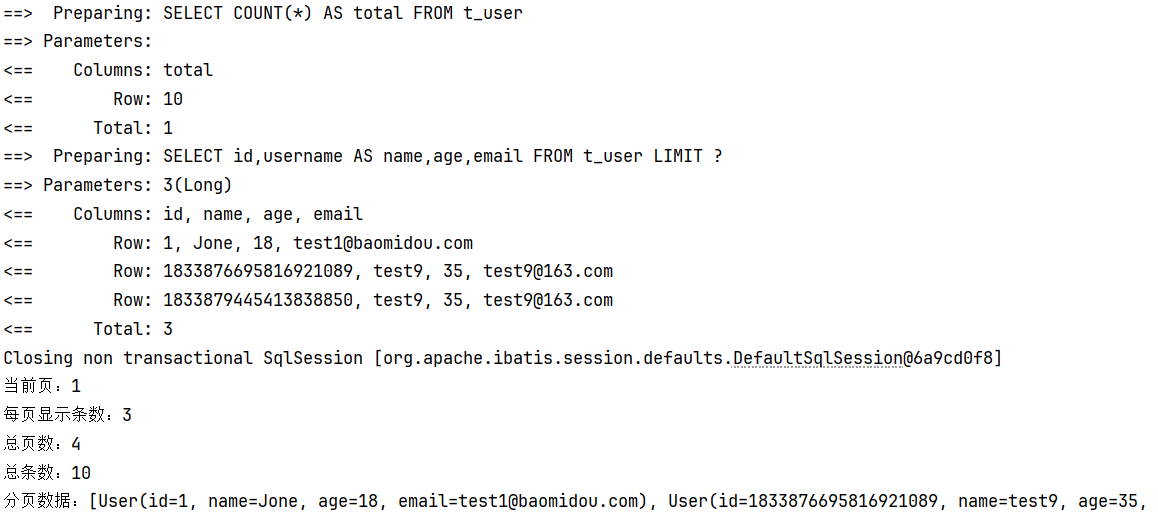 ==>  Preparing: SELECT COUNT(*) AS total FROM t_user
==> Parameters:
<==    Columns: total
<==        Row: 10
<==      Total: 1
==>  Preparing: SELECT id,username AS name,age,email FROM t_user LIMIT ?
==> Parameters: 3(Long)
<==    Columns: id, name, age, email
<==        Row: 1, Jone, 18, test1@baomidou.com
<==        Row: 1833876695816921089, test9, 35, test9@163.com
<==        Row: 1833879445413838850, test9, 35, test9@163.com
<==      Total: 3
Closing non transactional SqlSession [org.apache.ibatis.session.defaults.DefaultSqlSession@6a9cd0f8]
当前页：1
每页显示条数：3
总页数：4
总条数：10
分页数据：[User(id=1, name=Jone, age=18, email=test1@baomidou.com), User(id=1833876695816921089, name=test9, age=35,